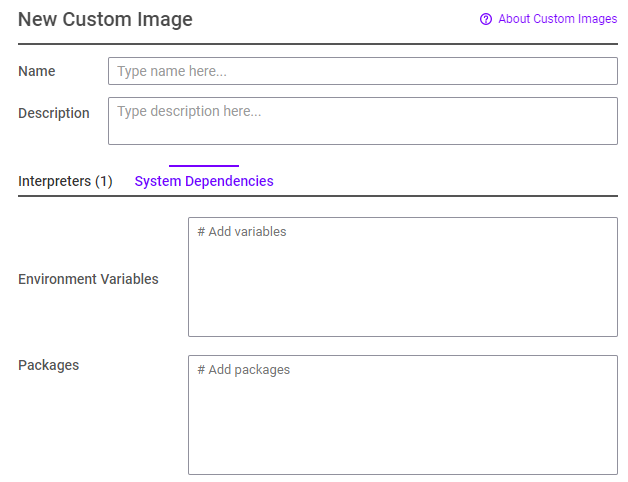 New Custom Image
About Custom Images
Name
Type name here...
Description
Type description here...
Interpreters (1)
System Dependencies
# Add variables
Environment Variables
Packages
# Add packages